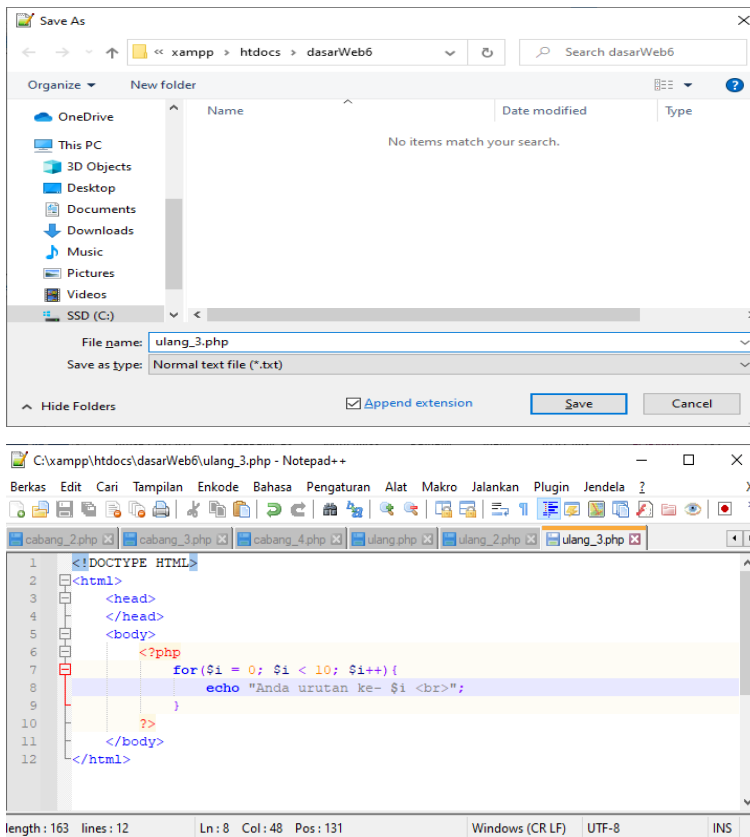 Save As
« xampp › htdocs › dasarWeb6
Search dasarWeb6
Organize
New folder
Name
Date modified
Type
OneDrive
No items match your search.
This PC
3D Objects
Desktop
Documents
Downloads
Music
Pictures
Videos
SSD (C:)
File name: ulang_3.php
Save as type: Normal text file (*.txt)
Hide Folders
Append extension
Save
Cancel
C:\xampp\htdocs\dasarWeb6\ulang_3.php - Notepad++
Berkas Edit Cari Tampilan Enkode Bahasa Pengaturan Alat Makro Jalankan Plugin Jendela ?
cabang_2.php cabang_3.php cabang_4.php ulang.php ulang_2.php ulang_3.php
1 <!DOCTYPE HTML>
2 <html>
3 <head>
4 </head>
5 <body>
6 <?php
7 for($i = 0; $i < 10; $i++){
8 echo "Anda urutan ke- $i <br>";
9 }
10 ?>
11 </body>
12 </html>
length : 163 lines : 12 Ln : 8 Col : 48 Pos : 131 Windows (CR LF) UTF-8 INS